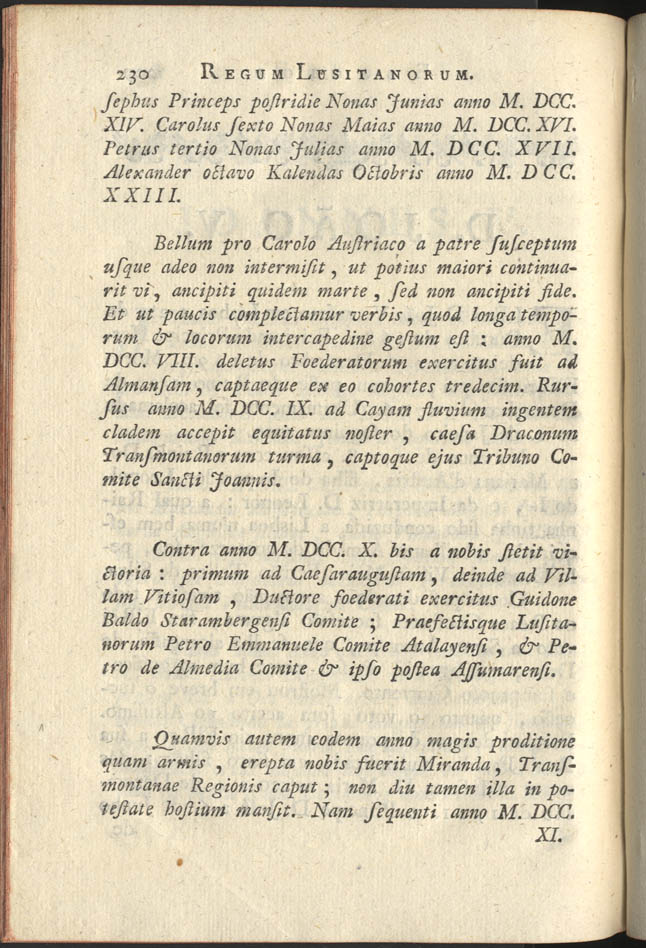 230 REGUM LUSITANORUM.
ſephus Princeps poſtridie Nonas Junias anno M. DCC.
XIV. Carolus ſexto Nonas Maias anno M. DCC. XVI.
Petrus tertio Nonas Julias anno M. DCC. XVII.
Alexander octavo Kalendas Octobris anno M. DCC.
XXIII.
Bellum pro Carolo Auſtriaco a patre ſuſceptum
uſque adeo non intermiſit, ut potius maiori continua-
rit vi, ancipiti quidem marte, ſed non ancipiti fide.
Et ut paucis complectamur verbis, quod longa tempo-
rum & locorum intercapedine geſtum eſt : anno M.
DCC. VIII. deletus Foederatorum exercitus fuit ad
Almanſam, captaeque ex eo cohortes tredecim. Rur-
ſus anno M. DCC. IX. ad Cayam fluvium ingentem
cladem accepit equitatus noſter, caeſa Draconum
Tranſmontanorum turma, captoque ejus Tribuno Co-
mite Sancti Joannis.
Contra anno M. DCC. X. bis a nobis ſtetit vi-
ctoria : primum ad Caeſarauguſtam, deinde ad Vil-
lam Vitioſam, Ductore foederati exercitus Guidone
Baldo Starambergenſi Comite ; Praefectisque Luſita-
norum Petro Emmanuele Comite Atalayenſi, & Pe-
tro de Almedia Comite & ipſo poſtea Aſſumarenſi.
Quamvis autem eodem anno magis proditione
quam armis, erepta nobis fuerit Miranda, Tranſ-
montanae Regionis caput ; non diu tamen illa in po-
teſtate hoſtium manſit. Nam ſequenti anno M. DCC.
XI.